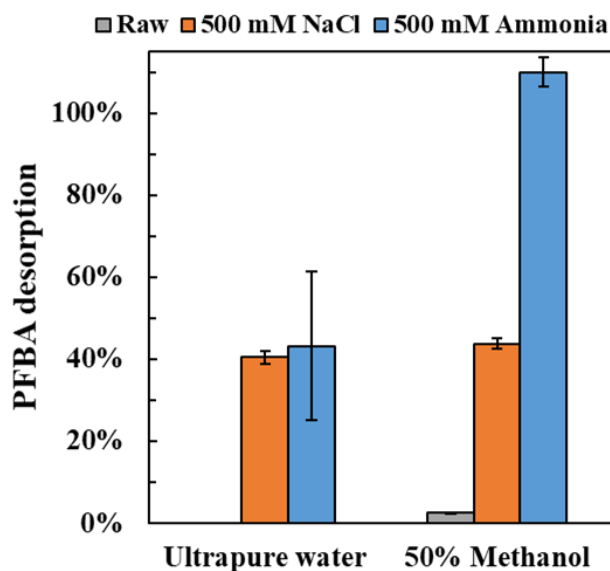 Raw 500 mM NaCl 500 mM Ammonia
PFBA desorption
100%
80%
60%
40%
20%
0%
Ultrapure water 50% Methanol